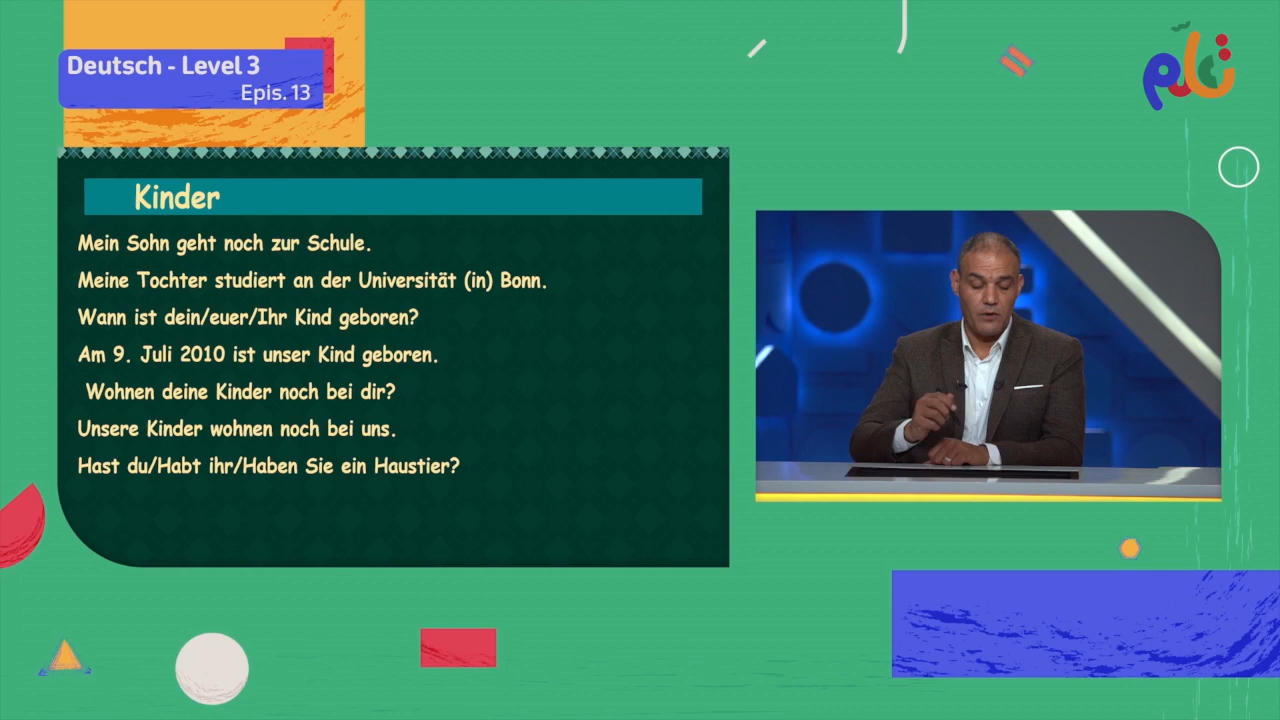 Deutsch - Level 3
Epis. 13
نتعلم
Kinder
Mein Sohn geht noch zur Schule.
Meine Tochter studiert an der Universität (in) Bonn.
Wann ist dein/euer/Ihr Kind geboren?
Am 9. Juli 2010 ist unser Kind geboren.
Wohnen deine Kinder noch bei dir?
Unsere Kinder wohnen noch bei uns.
Hast du/Habt ihr/Haben Sie ein Haustier?